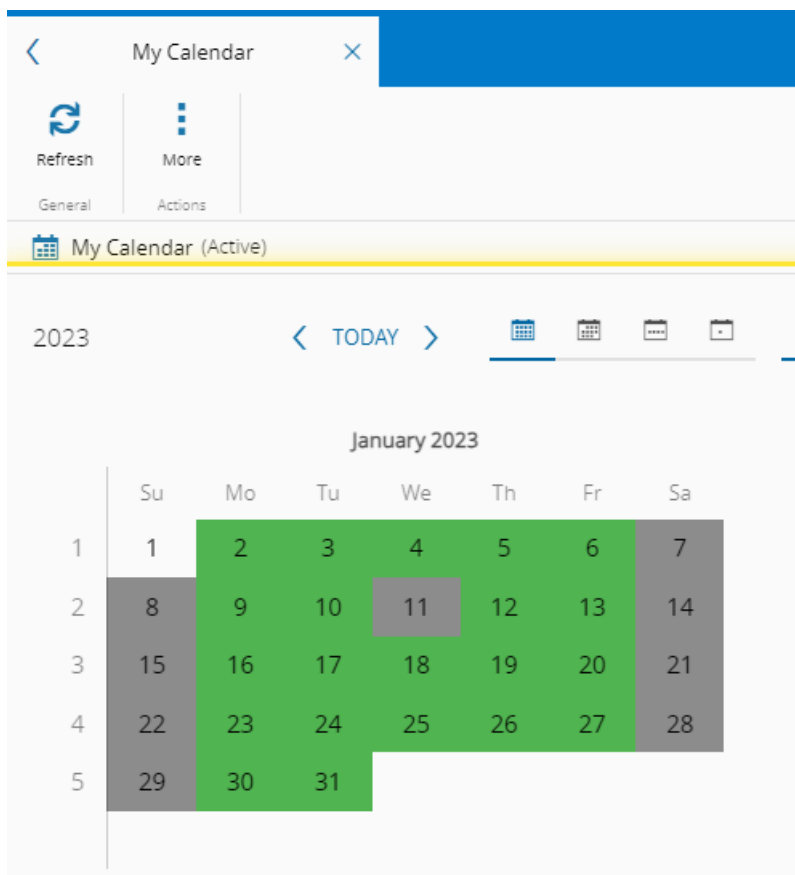 My Calendar
Refresh More
General Actions
My Calendar (Active)
2023 TODAY
January 2023
Su Mo Tu We Th Fr Sa
1 1 2 3 4 5 6 7
2 8 9 10 11 12 13 14
3 15 16 17 18 19 20 21
4 22 23 24 25 26 27 28
5 29 30 31